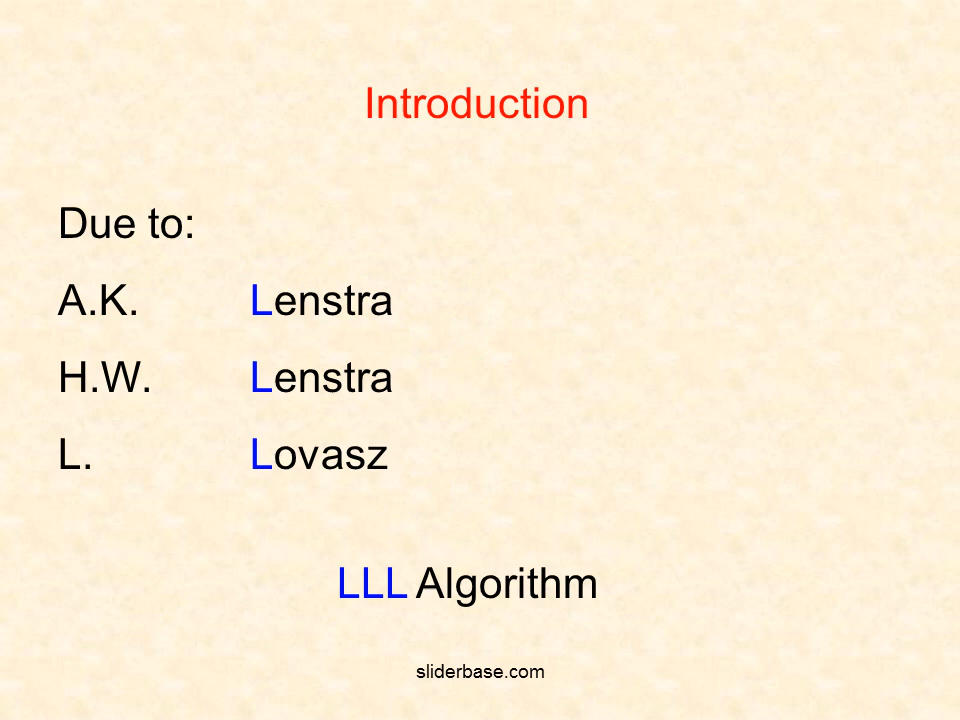 Introduction
Due to:
A.K. Lenstra
H.W. Lenstra
L. Lovasz
LLL Algorithm
sliderbase.com